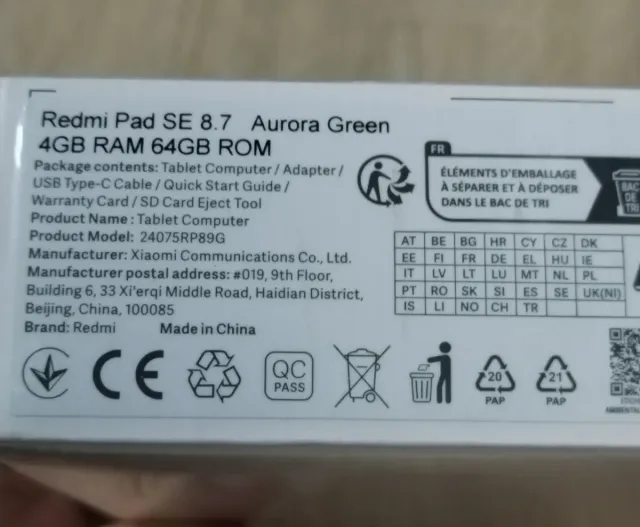 Redmi Pad SE 8.7 Aurora Green
4GB RAM 64GB ROM
Package contents: Tablet Computer / Adapter /
USB Type-C Cable / Quick Start Guide /
Warranty Card / SD Card Eject Tool
Product Name : Tablet Computer
Product Model: 24075RP89G
Manufacturer: Xiaomi Communications Co., Ltd.
Manufacturer postal address: #019, 9th Floor,
Building 6, 33 Xi'erqi Middle Road, Haidian District,
Beijing, China, 100085
Brand: Redmi Made in China
FR
ÉLÉMENTS D'EMBALLAGE
À SÉPARER ET À DÉPOSER
DANS LE BAC DE TRI
BAC
DE
TRI
AT BE BG HR CY CZ DK
EE FI FR DE EL HU IE
IT LV LT LU MT NL PL
PT RO SK SI ES SE UK(NI)
IS LI NO CH TR
CE
QC
PASS
20
PAP
21
PAP